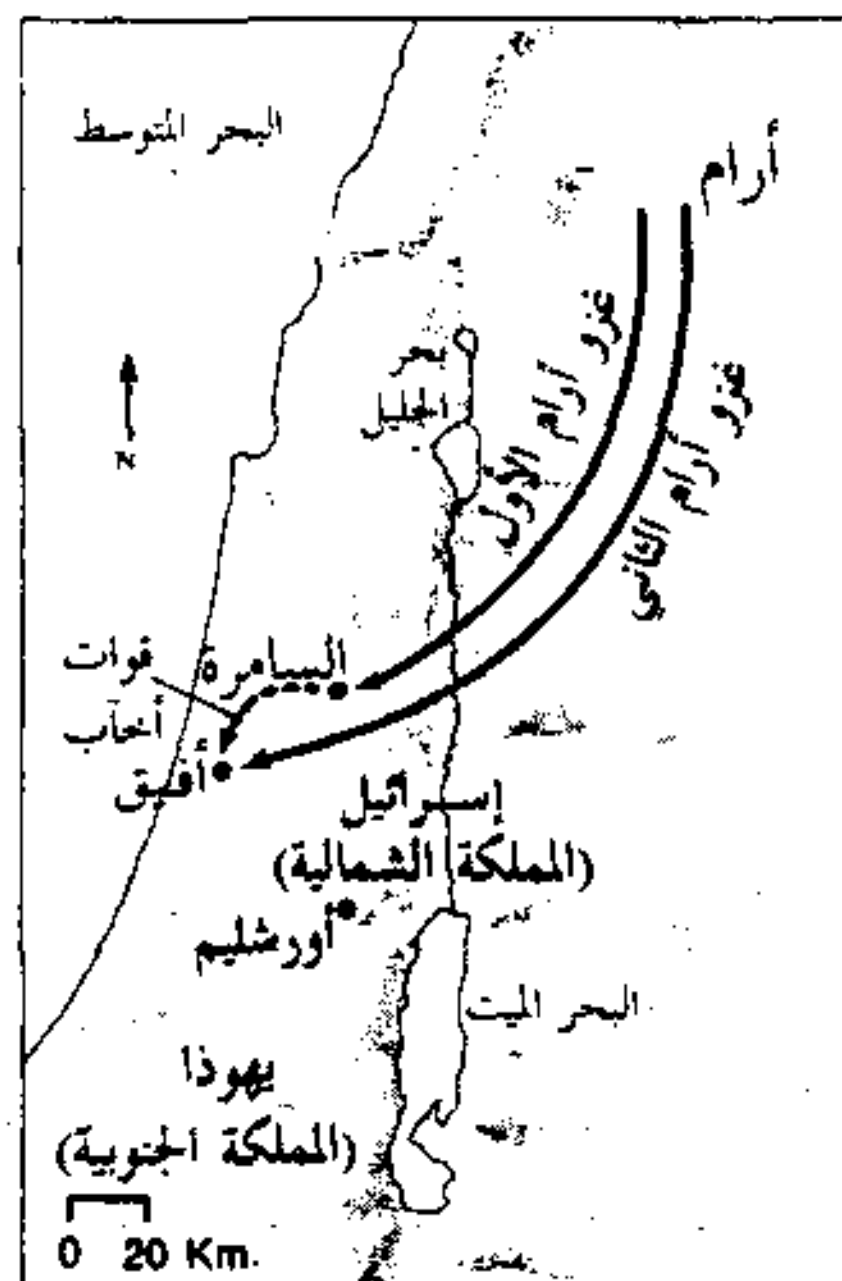 البحر المتوسط
أرام
غزو أرام الأول
غزو أرام الثاني
بحر
الجليل
N
السامرة
قوات
أخآب
أفيق
إسرائيل
(المملكة الشمالية)
أورشليم
البحر الميت
يهوذا
(المملكة الجنوبية)
0 20 Km.